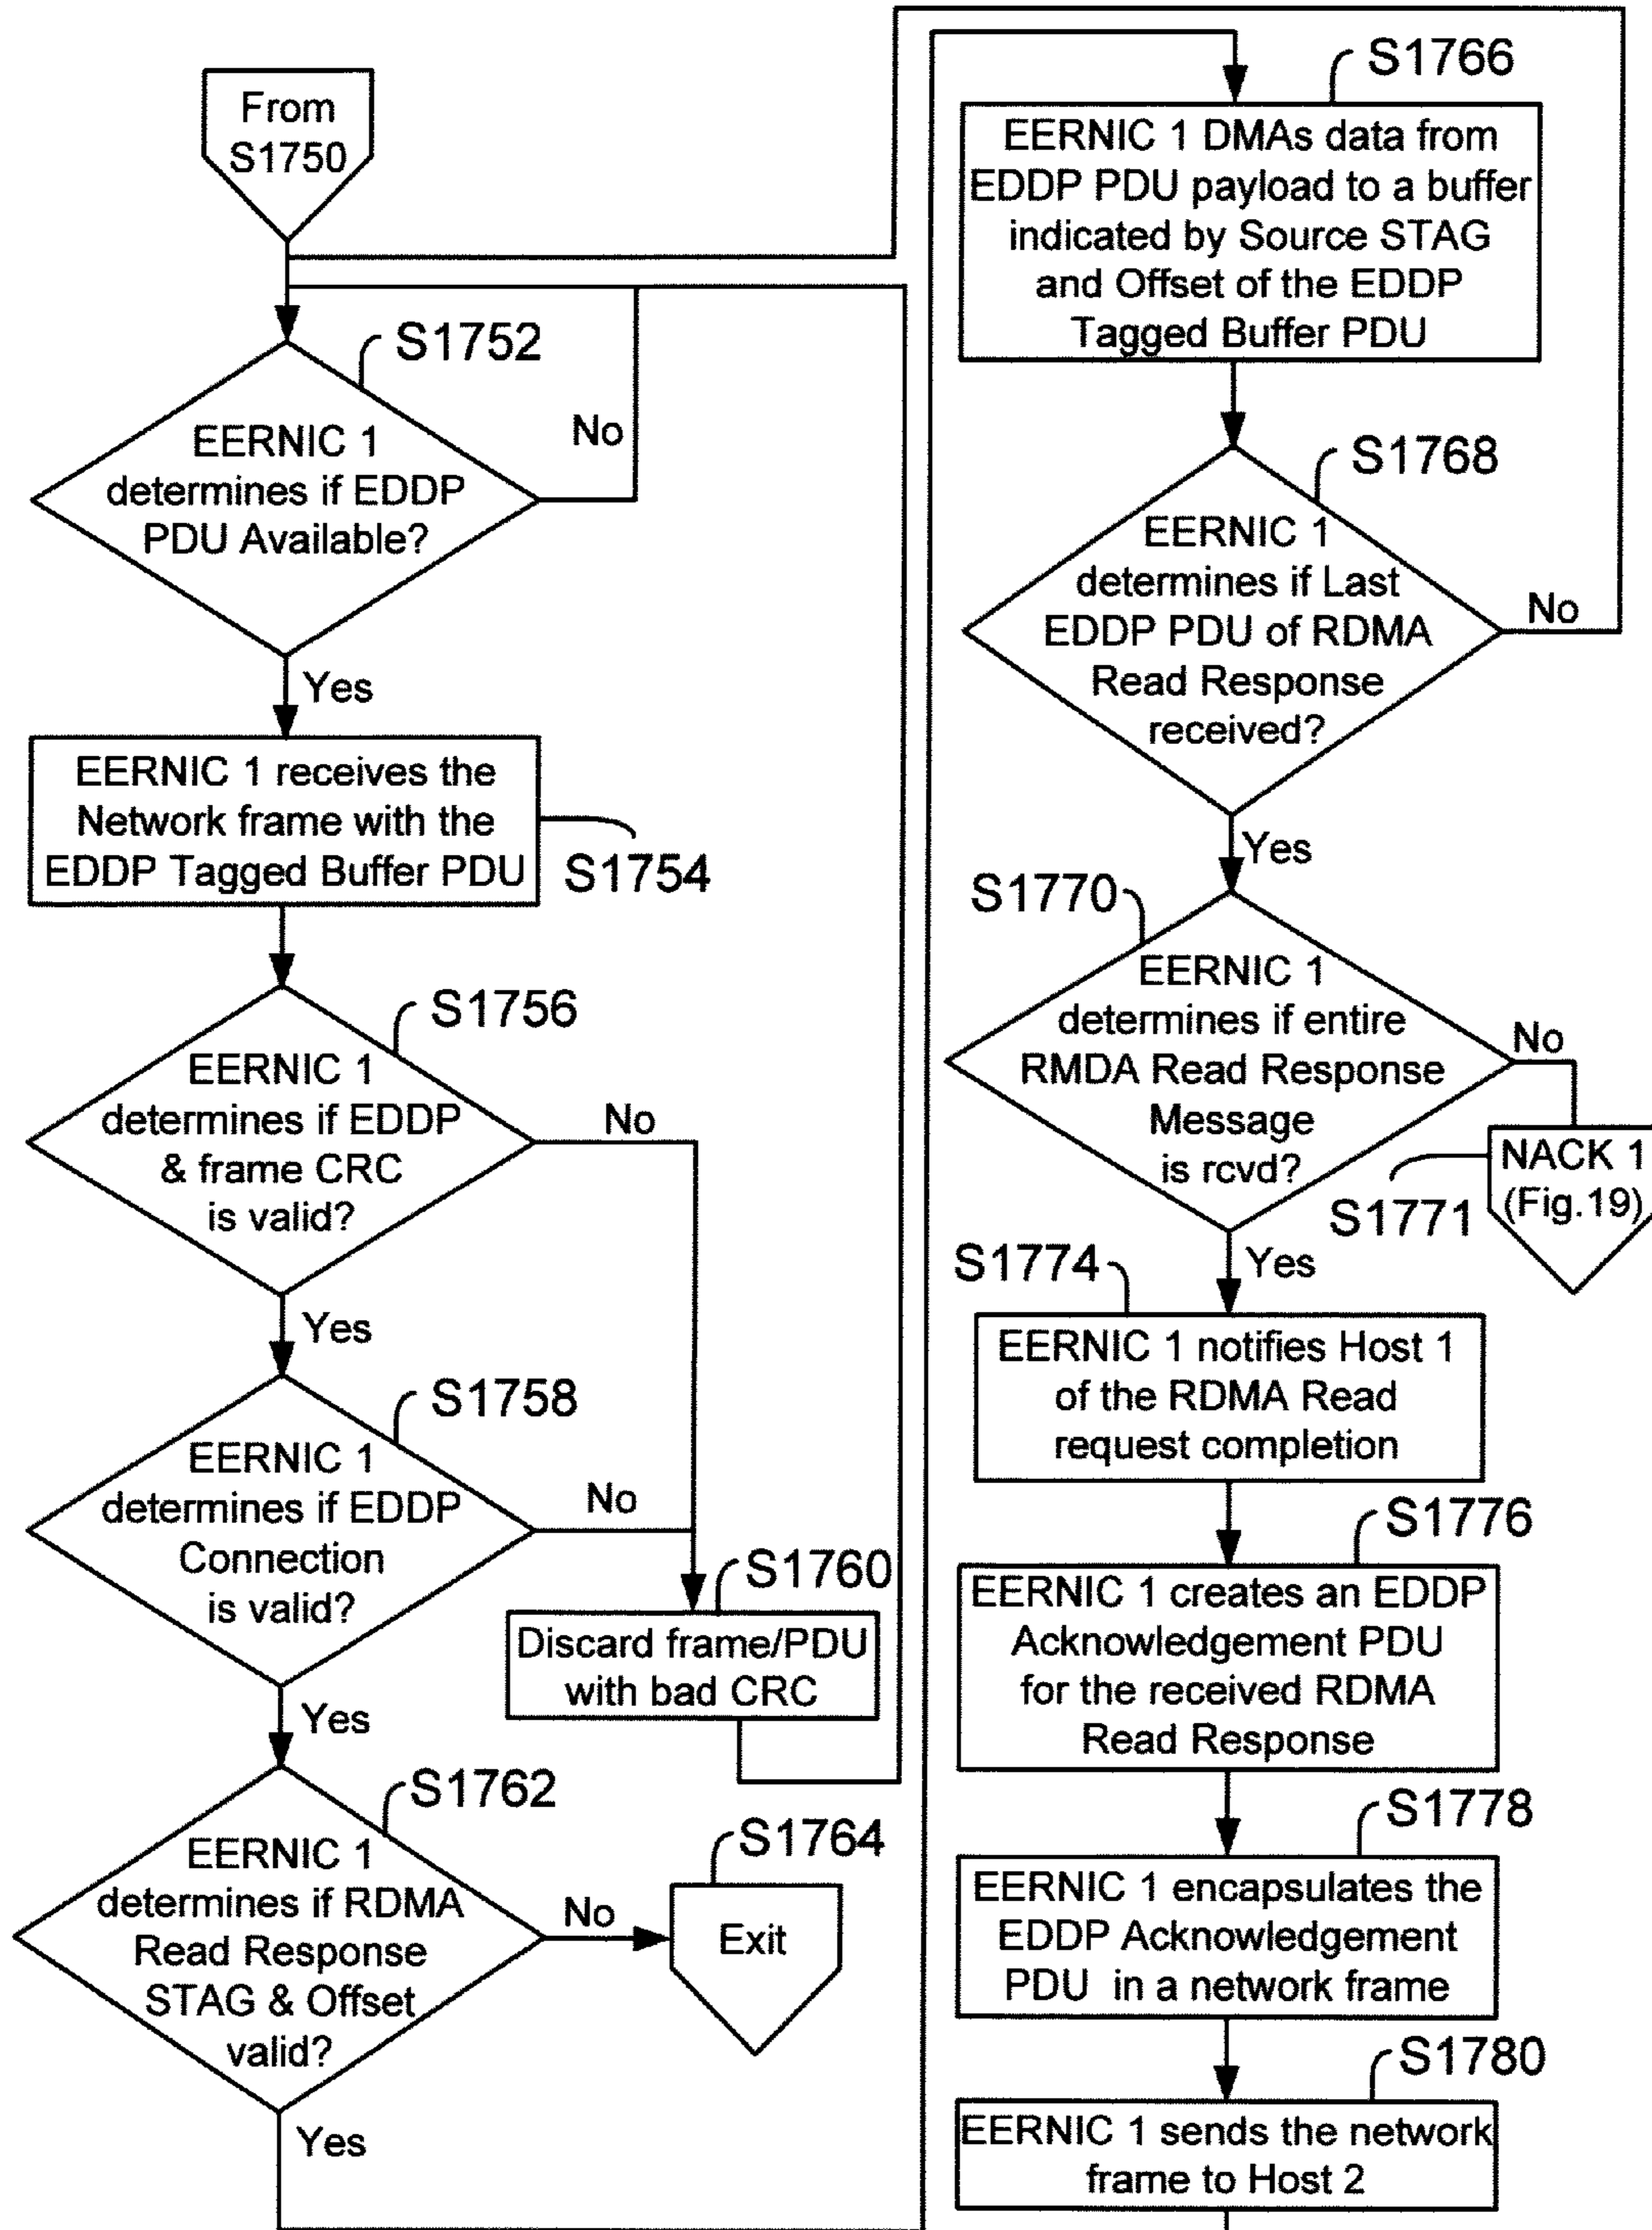 From
S1750
S1752
EERNIC 1
determines if EDDP
PDU Available?
No
Yes
EERNIC 1 receives the
Network frame with the
EDDP Tagged Buffer PDU
S1754
S1756
EERNIC 1
determines if EDDP
& frame CRC
is valid?
No
Yes
S1758
EERNIC 1
determines if EDDP
Connection
is valid?
No
Yes
S1760
Discard frame/PDU
with bad CRC
S1762
EERNIC 1
determines if RDMA
Read Response
STAG & Offset
valid?
No
S1764
Exit
Yes
S1766
EERNIC 1 DMAs data from
EDDP PDU payload to a buffer
indicated by Source STAG
and Offset of the EDDP
Tagged Buffer PDU
S1768
EERNIC 1
determines if Last
EDDP PDU of RDMA
Read Response
received?
No
Yes
S1770
EERNIC 1
determines if entire
RMDA Read Response
Message
is rcvd?
No
NACK 1
(Fig.19)
S1771
Yes
S1774
EERNIC 1 notifies Host 1
of the RDMA Read
request completion
S1776
EERNIC 1 creates an EDDP
Acknowledgement PDU
for the received RDMA
Read Response
S1778
EERNIC 1 encapsulates the
EDDP Acknowledgement
PDU in a network frame
S1780
EERNIC 1 sends the network
frame to Host 2